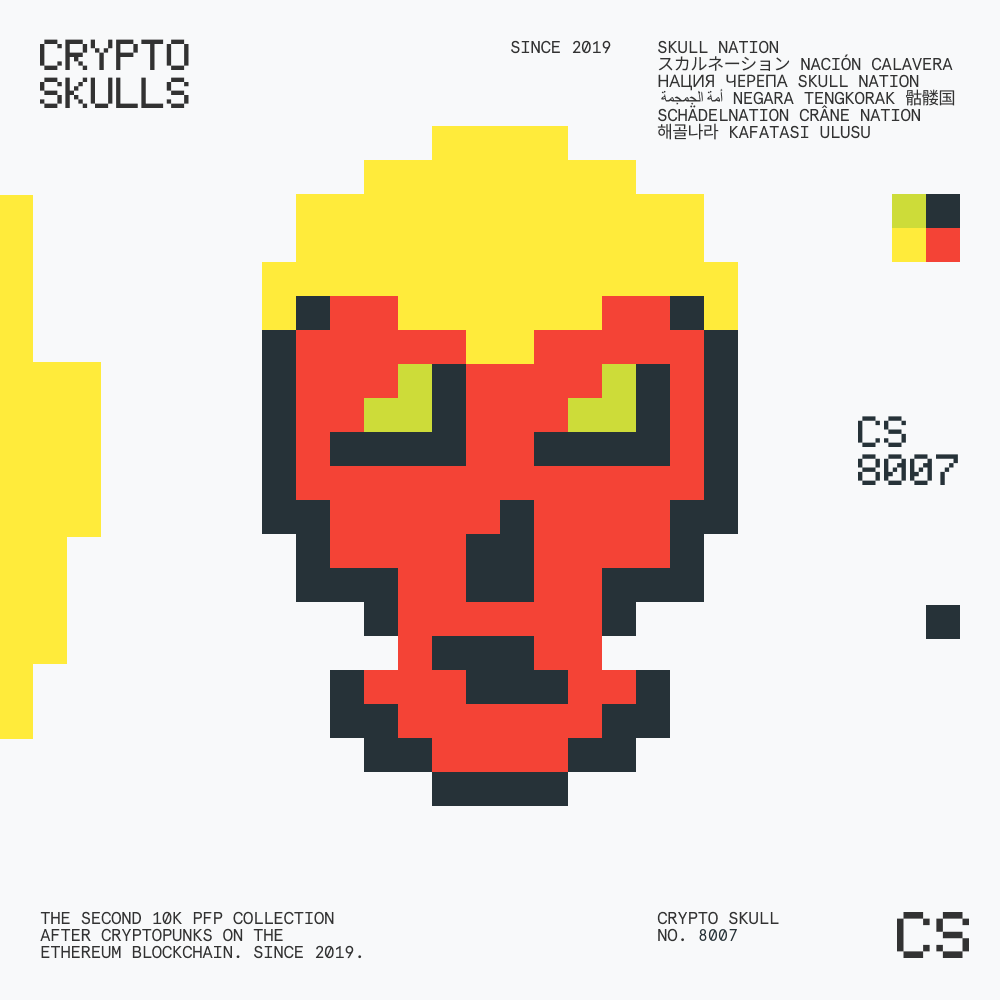 CRYPTO
SKULLS
SINCE 2019
SKULL NATION
スカルネーション NACIÓN CALAVERA
НАЦИЯ ЧЕРЕПА SKULL NATION
أمة الجمجمة NEGARA TENGKORAK 骷髅国
SCHÄDELNATION CRÂNE NATION
해골나라 KAFATASI ULUSU
CS
8007
THE SECOND 10K PFP COLLECTION
AFTER CRYPTOPUNKS ON THE
ETHEREUM BLOCKCHAIN. SINCE 2019.
CRYPTO SKULL
NO. 8007
CS